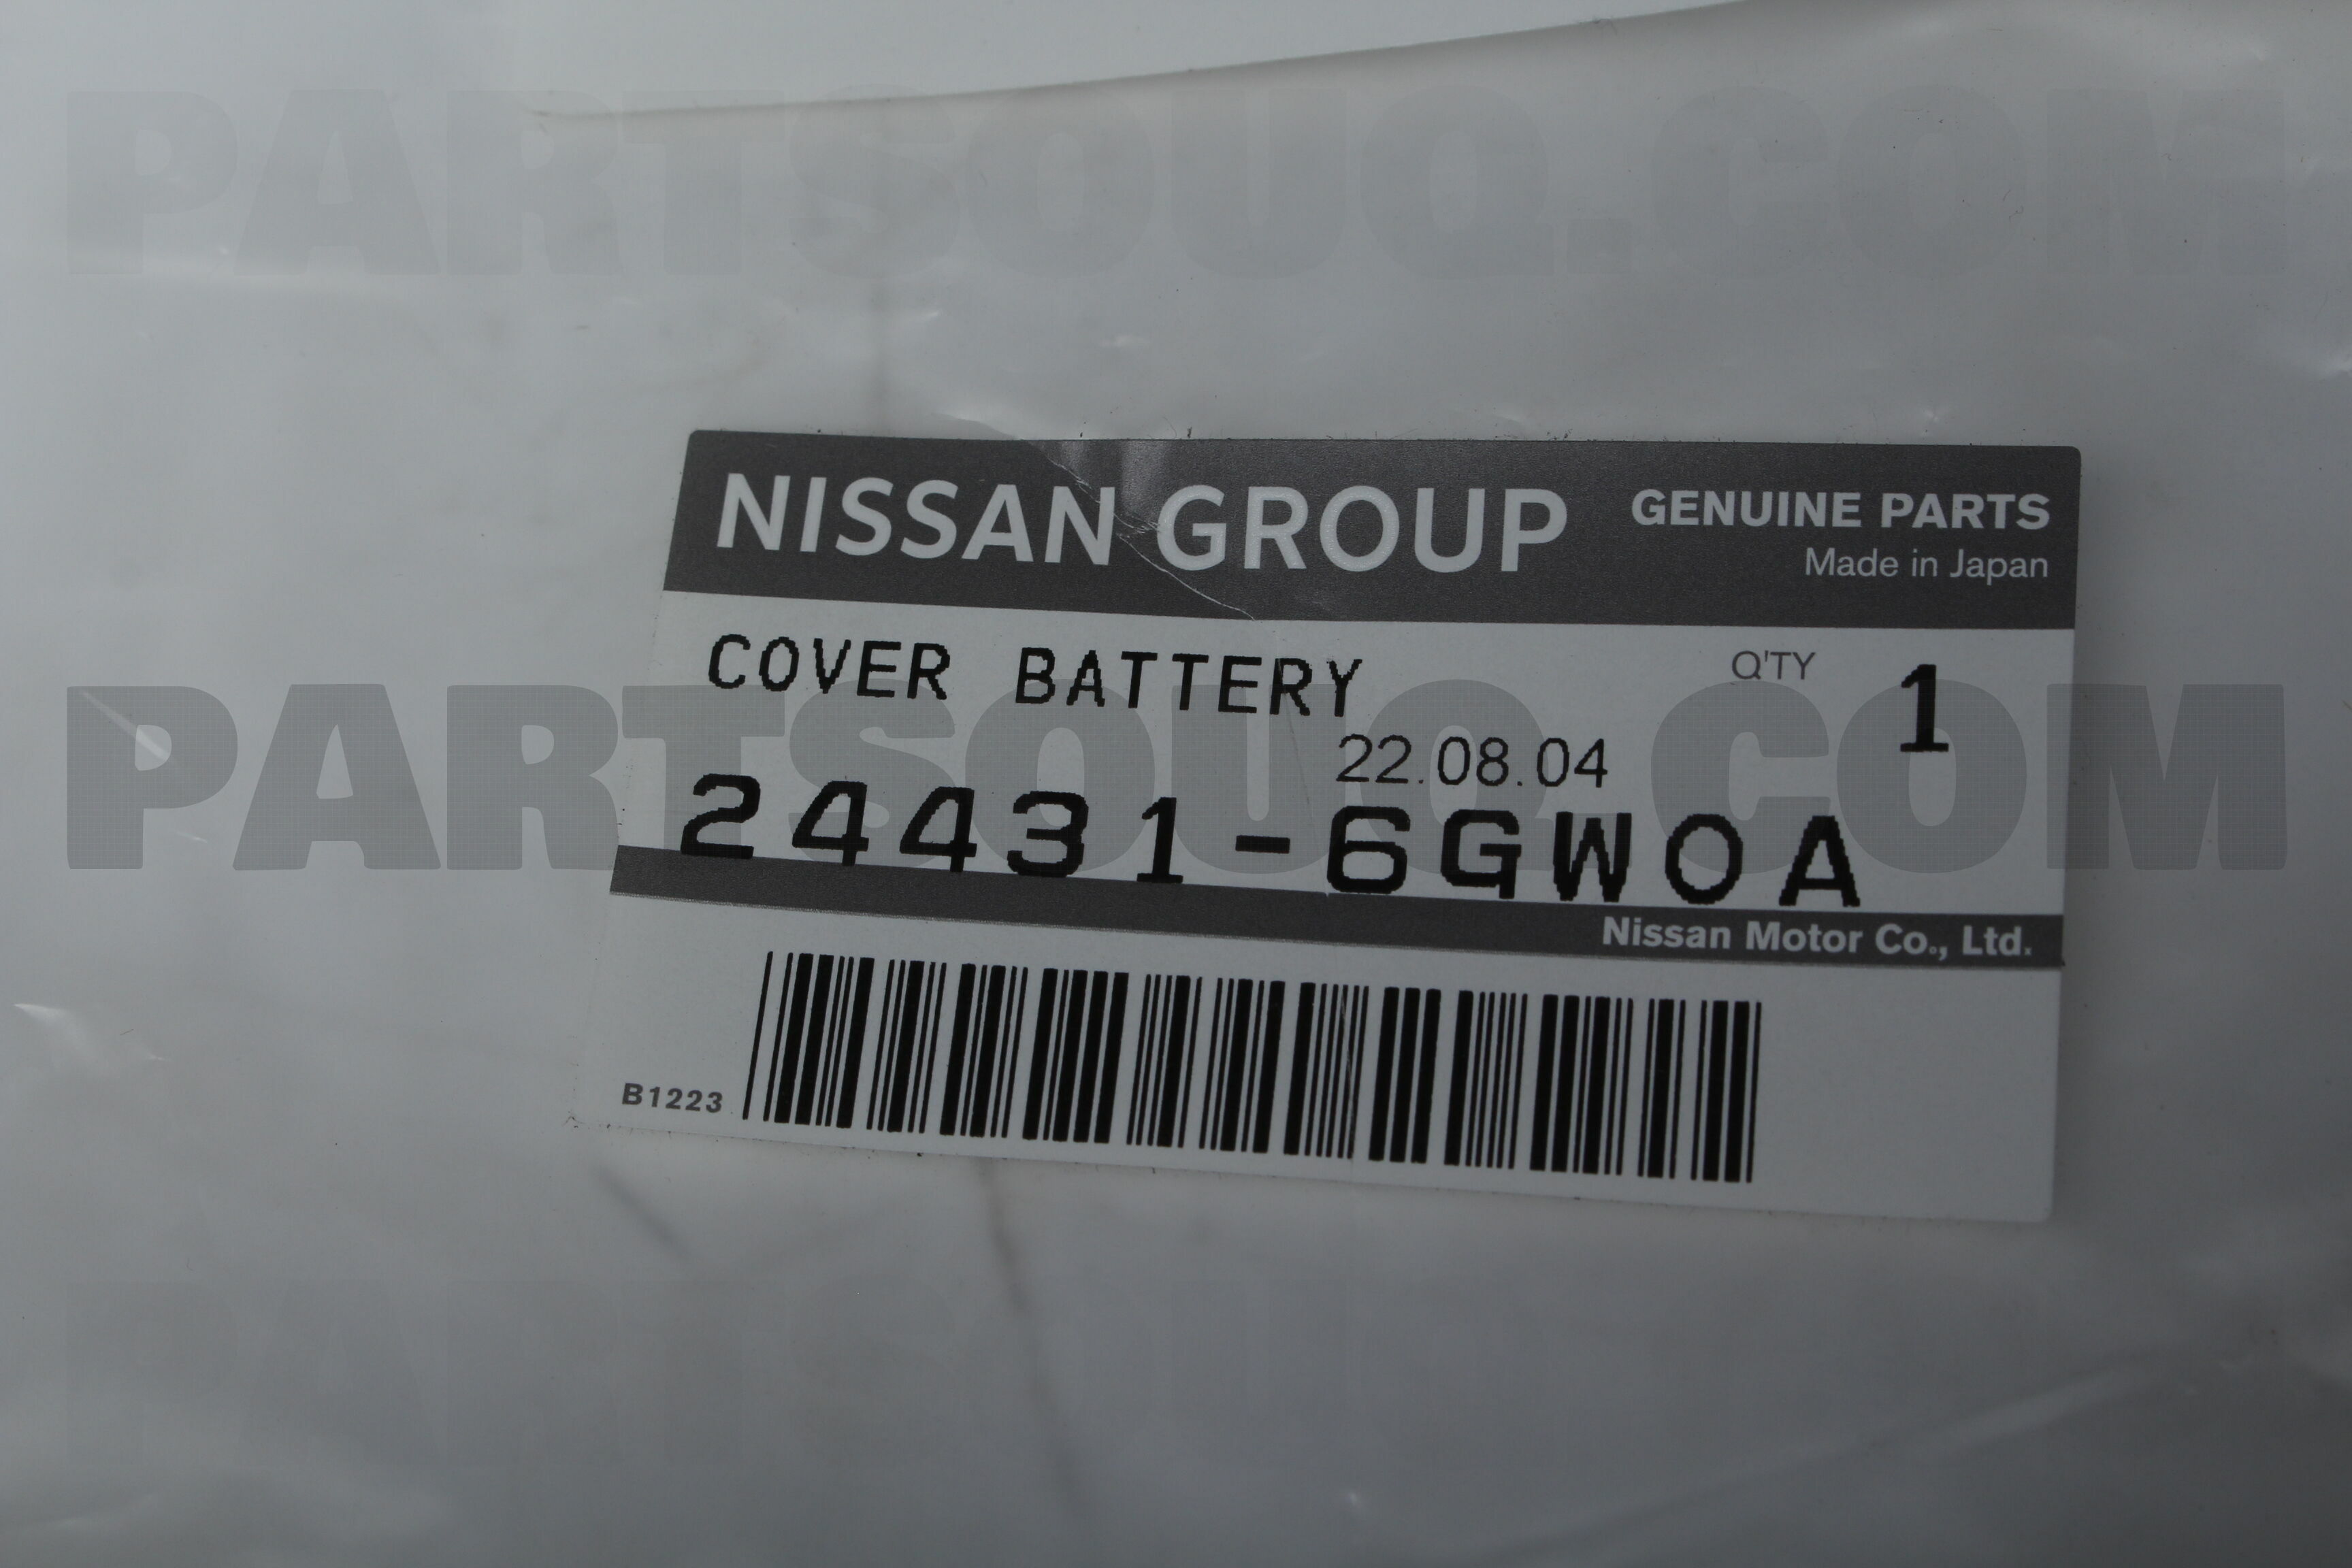 PARTSOUQ.COM
NISSAN GROUP
GENUINE PARTS
Made in Japan
COVER BATTERY
Q'TY 1
22.08.04
24431-6GW0A
Nissan Motor Co., Ltd.
B1223
PARTSOUQ.COM
PARTSOUQ